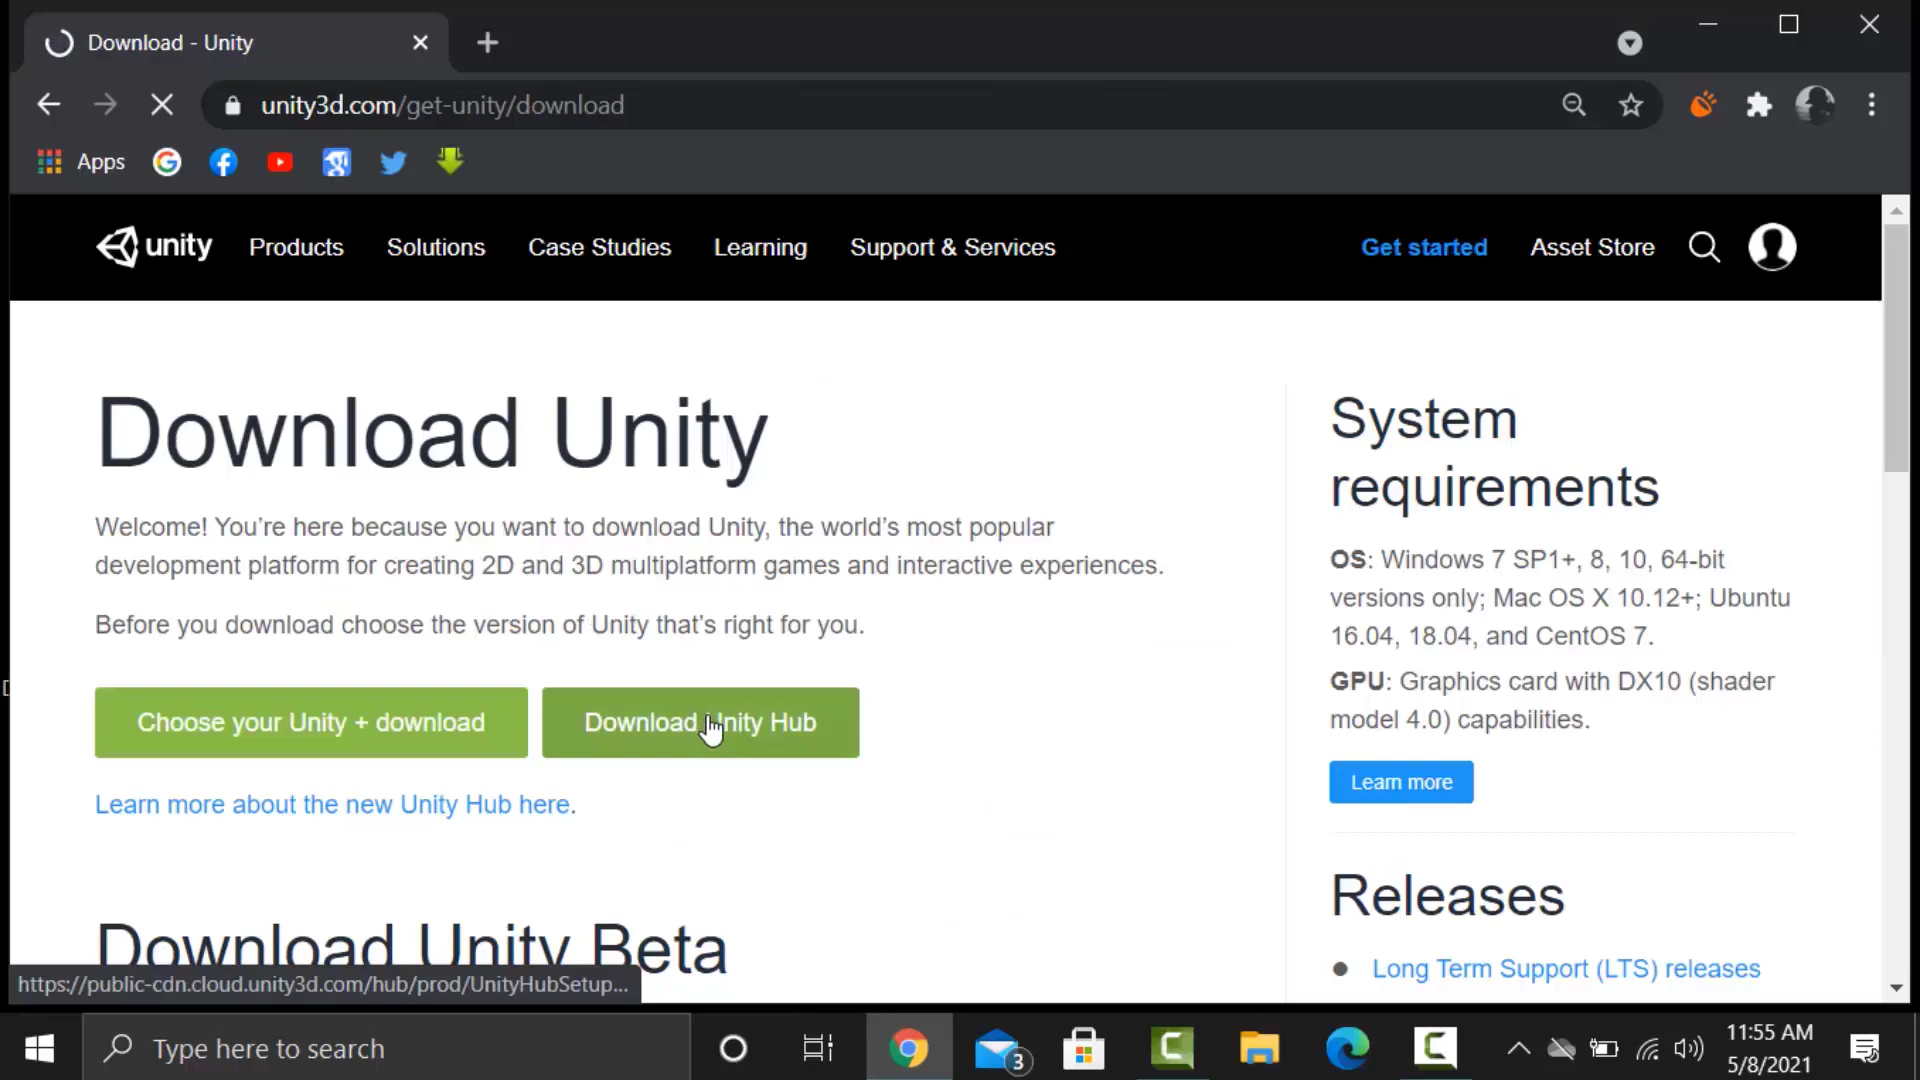 Download - Unity
unity3d.com/get-unity/download
Apps
unity
Products
Solutions
Case Studies
Learning
Support & Services
Get started
Asset Store
Download Unity
Welcome! You’re here because you want to download Unity, the world’s most popular
development platform for creating 2D and 3D multiplatform games and interactive experiences.
Before you download choose the version of Unity that’s right for you.
Choose your Unity + download
Download Unity Hub
Learn more about the new Unity Hub here.
Download Unity Beta
System
requirements
OS: Windows 7 SP1+, 8, 10, 64-bit
versions only; Mac OS X 10.12+; Ubuntu
16.04, 18.04, and CentOS 7.
GPU: Graphics card with DX10 (shader
model 4.0) capabilities.
Learn more
Releases
Long Term Support (LTS) releases
https://public-cdn.cloud.unity3d.com/hub/prod/UnityHubSetup...
Type here to search
3
11:55 AM
5/8/2021